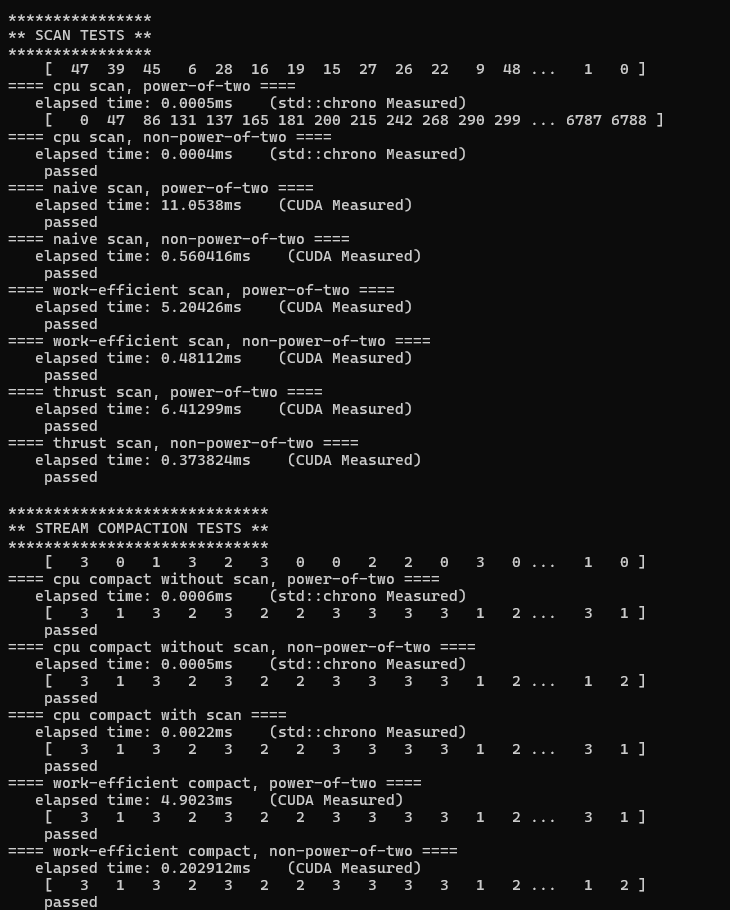 ****************
** SCAN TESTS **
****************
    [  47  39  45   6  28  16  19  15  27  26  22   9  48 ...   1   0 ]
==== cpu scan, power-of-two ====
   elapsed time: 0.0005ms    (std::chrono Measured)
    [   0  47  86 131 137 165 181 200 215 242 268 290 299 ... 6787 6788 ]
==== cpu scan, non-power-of-two ====
   elapsed time: 0.0004ms    (std::chrono Measured)
    passed
==== naive scan, power-of-two ====
   elapsed time: 11.0538ms    (CUDA Measured)
    passed
==== naive scan, non-power-of-two ====
   elapsed time: 0.560416ms    (CUDA Measured)
    passed
==== work-efficient scan, power-of-two ====
   elapsed time: 5.20426ms    (CUDA Measured)
    passed
==== work-efficient scan, non-power-of-two ====
   elapsed time: 0.48112ms    (CUDA Measured)
    passed
==== thrust scan, power-of-two ====
   elapsed time: 6.41299ms    (CUDA Measured)
    passed
==== thrust scan, non-power-of-two ====
   elapsed time: 0.373824ms    (CUDA Measured)
    passed

*****************************
** STREAM COMPACTION TESTS **
*****************************
    [   3   0   1   3   2   3   0   0   2   2   0   3   0 ...   1   0 ]
==== cpu compact without scan, power-of-two ====
   elapsed time: 0.0006ms    (std::chrono Measured)
    [   3   1   3   2   3   2   2   3   3   3   3   1   2 ...   3   1 ]
    passed
==== cpu compact without scan, non-power-of-two ====
   elapsed time: 0.0005ms    (std::chrono Measured)
    [   3   1   3   2   3   2   2   3   3   3   3   1   2 ...   1   2 ]
    passed
==== cpu compact with scan ====
   elapsed time: 0.0022ms    (std::chrono Measured)
    [   3   1   3   2   3   2   2   3   3   3   3   1   2 ...   3   1 ]
    passed
==== work-efficient compact, power-of-two ====
   elapsed time: 4.9023ms    (CUDA Measured)
    [   3   1   3   2   3   2   2   3   3   3   3   1   2 ...   3   1 ]
    passed
==== work-efficient compact, non-power-of-two ====
   elapsed time: 0.202912ms    (CUDA Measured)
    [   3   1   3   2   3   2   2   3   3   3   3   1   2 ...   1   2 ]
    passed